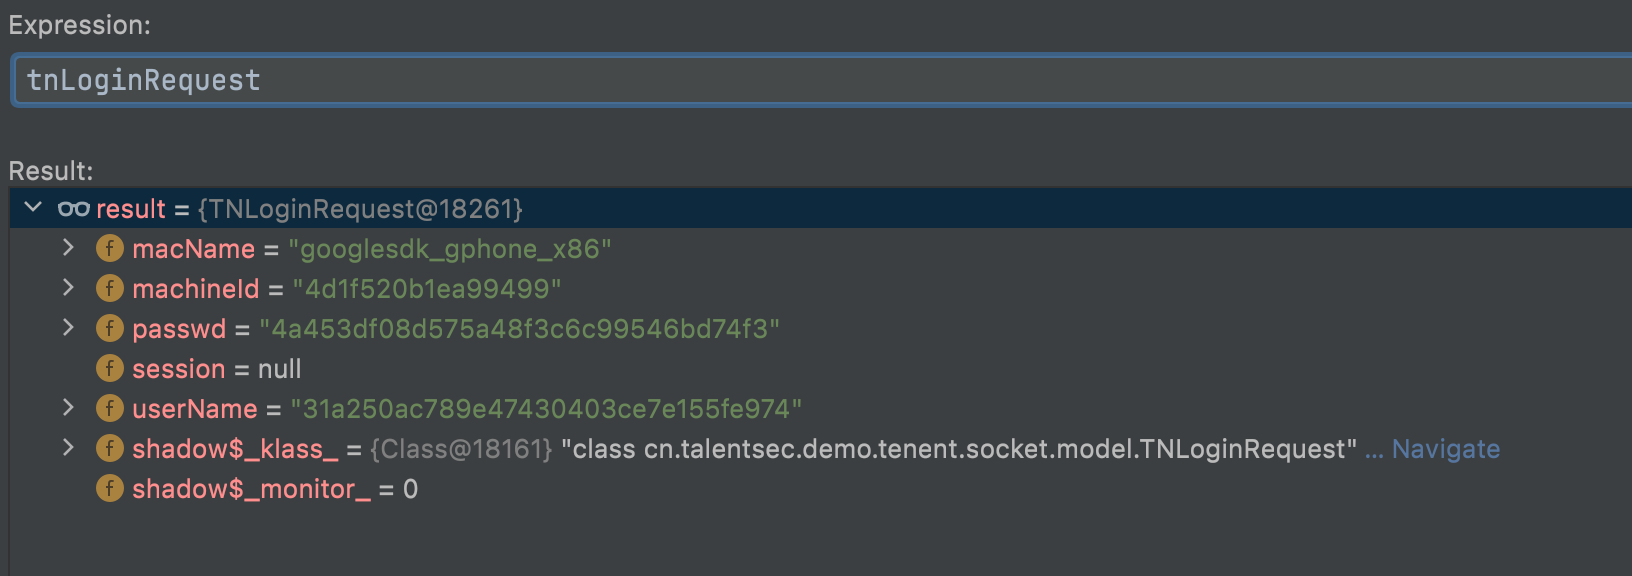 Expression:
tnLoginRequest
Result:
result = {TNLoginRequest@18261}
f macName = "googlesdk_gphone_x86"
f machineId = "4d1f520b1ea99499"
f passwd = "4a453df08d575a48f3c6c99546bd74f3"
f session = null
f userName = "31a250ac789e47430403ce7e155fe974"
f shadow$_klass_ = {Class@18161} "class cn.talentsec.demo.tenent.socket.model.TNLoginRequest" ... Navigate
f shadow$_monitor_ = 0